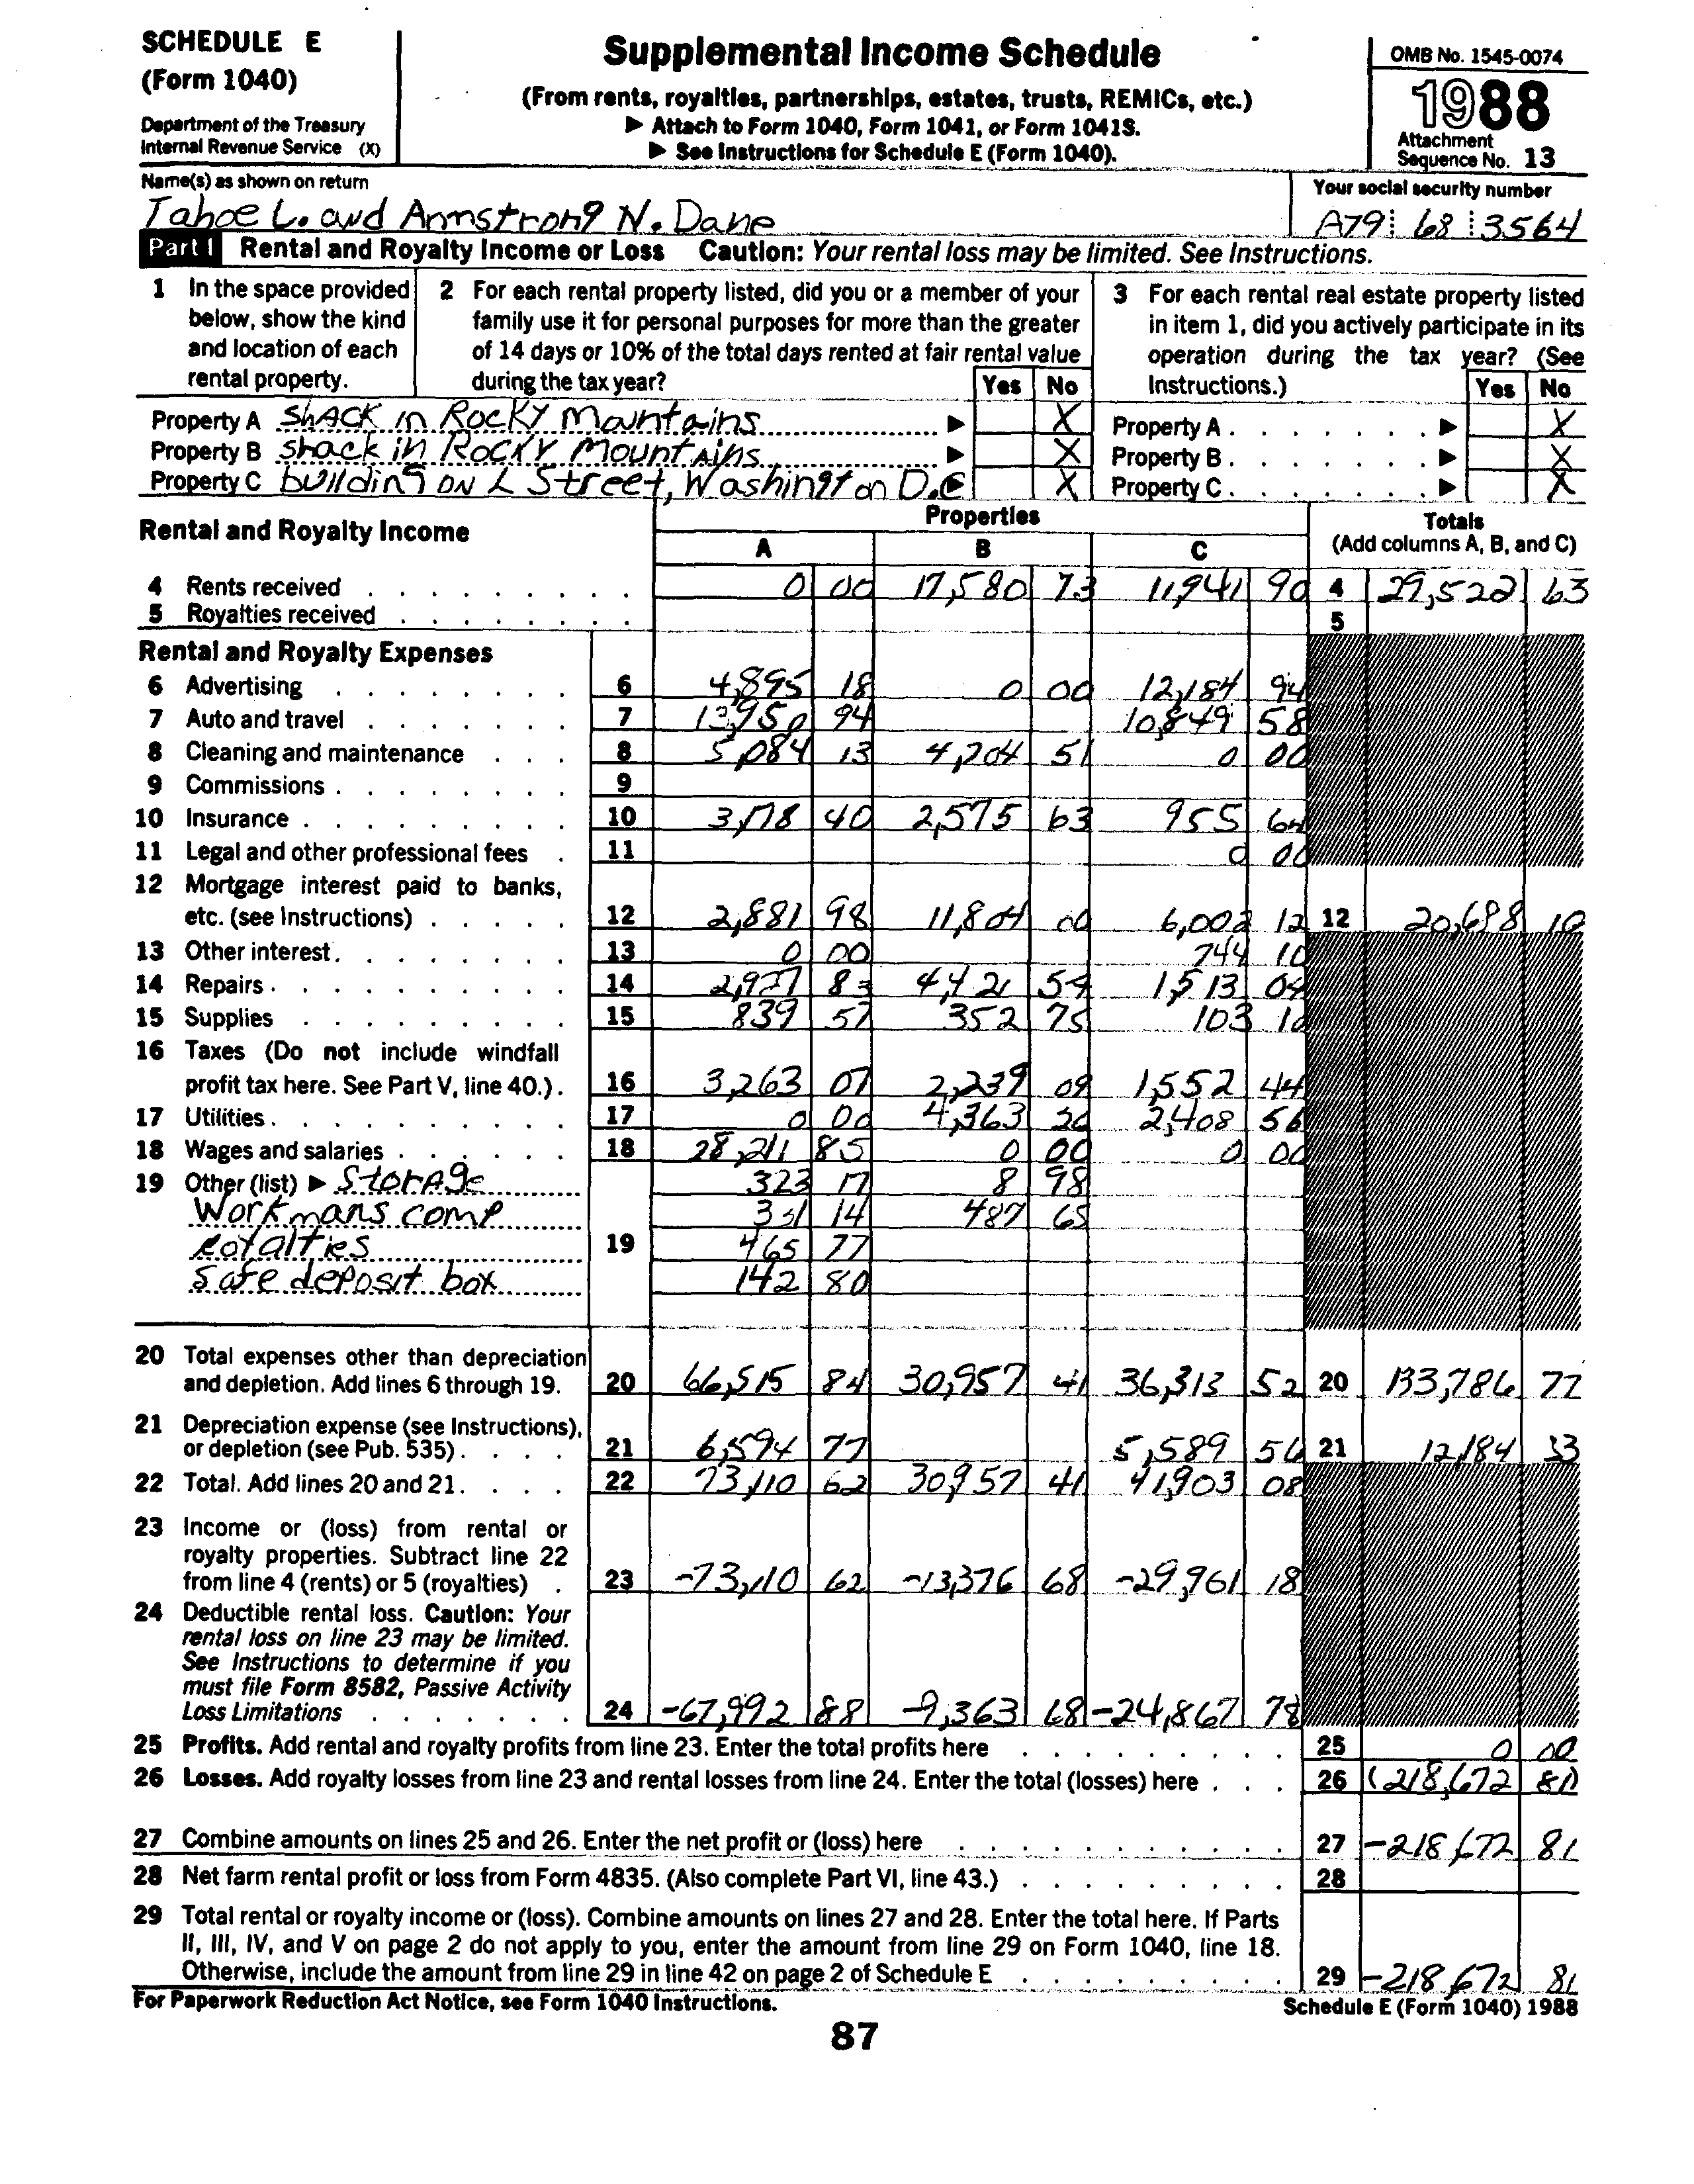 SCHEDULE E
(Form 1040)
Department of the Treasury
Internal Revenue Service (X)
Supplemental Income Schedule
(From rents, royalties, partnerships, estates, trusts, REMICs, etc.)
▶ Attach to Form 1040, Form 1041, or Form 1041S.
▶ See Instructions for Schedule E (Form 1040).
OMB No. 1545-0074
1988
Attachment
Sequence No. 13
Name(s) as shown on return
Tahoe L. and Armstrong N. Dane
Your social security number
A79 68 3564
Part I Rental and Royalty Income or Loss Caution: Your rental loss may be limited. See Instructions.
1 In the space provided
below, show the kind
and location of each
rental property.
2 For each rental property listed, did you or a member of your
family use it for personal purposes for more than the greater
of 14 days or 10% of the total days rented at fair rental value
during the tax year? Yes No
3 For each rental real estate property listed
in item 1, did you actively participate in its
operation during the tax year? (See
Instructions.) Yes No
Property A SHACK in Rocky Mountains ▶ X Property A . . . . . . . ▶ X
Property B shack in Rocky Mountains ▶ X Property B . . . . . . . ▶ X
Property C building on L Street, Washington D.C ▶ X Property C . . . . . . . ▶ X
Rental and Royalty Income
Properties
Totals
A B C (Add columns A, B, and C)
4 Rents received 0 00 17,580 73 11,941 90 4 29,522 63
5 Royalties received 5
Rental and Royalty Expenses
6 Advertising 6 4,895 18 0 00 12,184 94
7 Auto and travel 7 13,950 94 10,849 58
8 Cleaning and maintenance 8 5,084 13 4,204 51 0 00
9 Commissions 9
10 Insurance 10 3,178 40 2,575 63 955 64
11 Legal and other professional fees 11 0 00
12 Mortgage interest paid to banks,
etc. (see Instructions) 12 2,881 98 11,804 00 6,002 12 12 20,688 10
13 Other interest 13 0 00 744 10
14 Repairs 14 2,927 83 4,421 54 1,513 04
15 Supplies 15 839 57 352 75 103 10
16 Taxes (Do not include windfall
profit tax here. See Part V, line 40.) 16 3,263 07 2,239 09 1,552 44
17 Utilities 17 0 00 4,363 26 2,408 56
18 Wages and salaries 18 28,211 85 0 00 0 00
19 Other (list) ▶ Storage 323 17 8 98
Workmans comp 351 14 487 65
Royalties 19 465 77
Safe deposit box 142 80
20 Total expenses other than depreciation
and depletion. Add lines 6 through 19. 20 66,515 84 30,957 41 36,313 52 20 133,786 77
21 Depreciation expense (see Instructions),
or depletion (see Pub. 535) 21 6,594 77 5,589 56 21 12,184 33
22 Total. Add lines 20 and 21 22 73,110 62 30,957 41 41,903 08
23 Income or (loss) from rental or
royalty properties. Subtract line 22
from line 4 (rents) or 5 (royalties) 23 -73,110 62 -13,376 68 -29,961 18
24 Deductible rental loss. Caution: Your
rental loss on line 23 may be limited.
See Instructions to determine if you
must file Form 8582, Passive Activity
Loss Limitations 24 -67,992 88 -9,363 68 -24,867 78
25 Profits. Add rental and royalty profits from line 23. Enter the total profits here 25 0 00
26 Losses. Add royalty losses from line 23 and rental losses from line 24. Enter the total (losses) here 26 (218,672 81)
27 Combine amounts on lines 25 and 26. Enter the net profit or (loss) here 27 -218,672 81
28 Net farm rental profit or loss from Form 4835. (Also complete Part VI, line 43.) 28
29 Total rental or royalty income or (loss). Combine amounts on lines 27 and 28. Enter the total here. If Parts
II, III, IV, and V on page 2 do not apply to you, enter the amount from line 29 on Form 1040, line 18.
Otherwise, include the amount from line 29 in line 42 on page 2 of Schedule E 29 -218,672 81
For Paperwork Reduction Act Notice, see Form 1040 Instructions. Schedule E (Form 1040) 1988
87